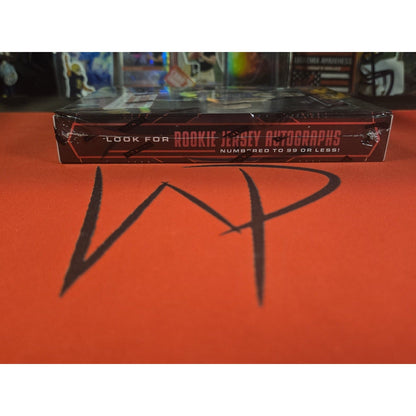 LOOK FOR ROOKIE JERSEY AUTOGRAPHS
NUMBERED TO 99 OR LESS!